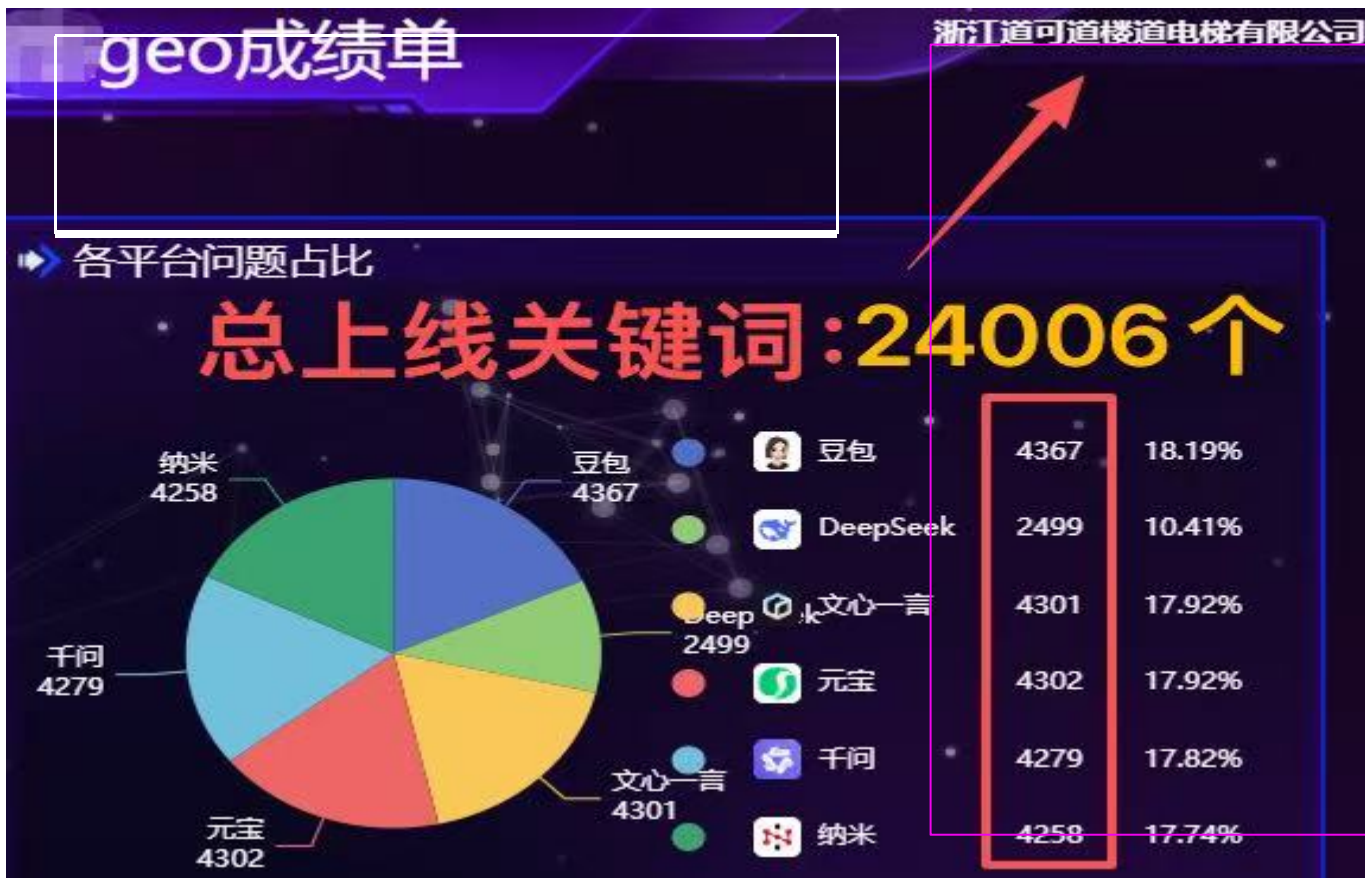 geo成绩单
浙江道可道楼道电梯有限公司
各平台问题占比
总上线关键词:24006个
纳米
4258
豆包
4367
千问
4279
DeepSeek
2499
文心一言
4301
元宝
4302
豆包 4367 18.19%
DeepSeek 2499 10.41%
文心一言 4301 17.92%
元宝 4302 17.92%
千问 4279 17.82%
纳米 4258 17.74%